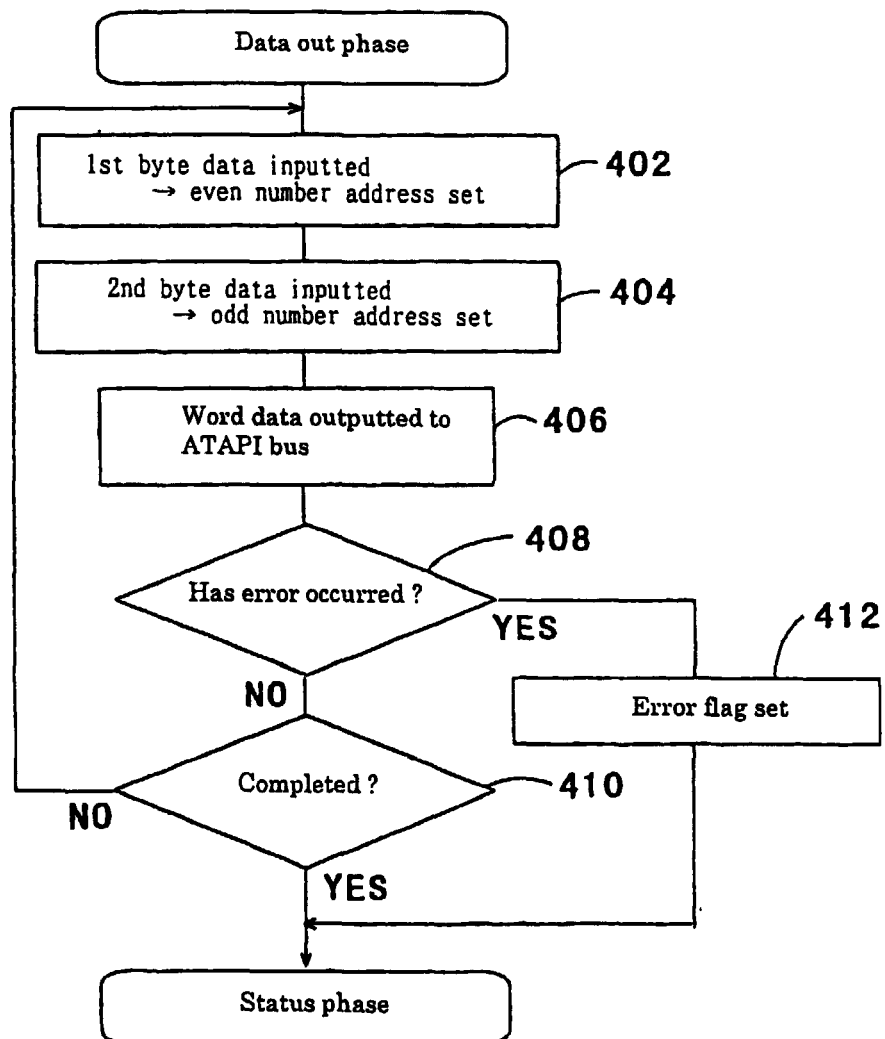 Data out phase
1st byte data inputted
→ even number address set
402
2nd byte data inputted
→ odd number address set
404
Word data outputted to
ATAPI bus
406
408
Has error occurred ?
YES
412
NO
Error flag set
Completed ?
410
NO
YES
Status phase